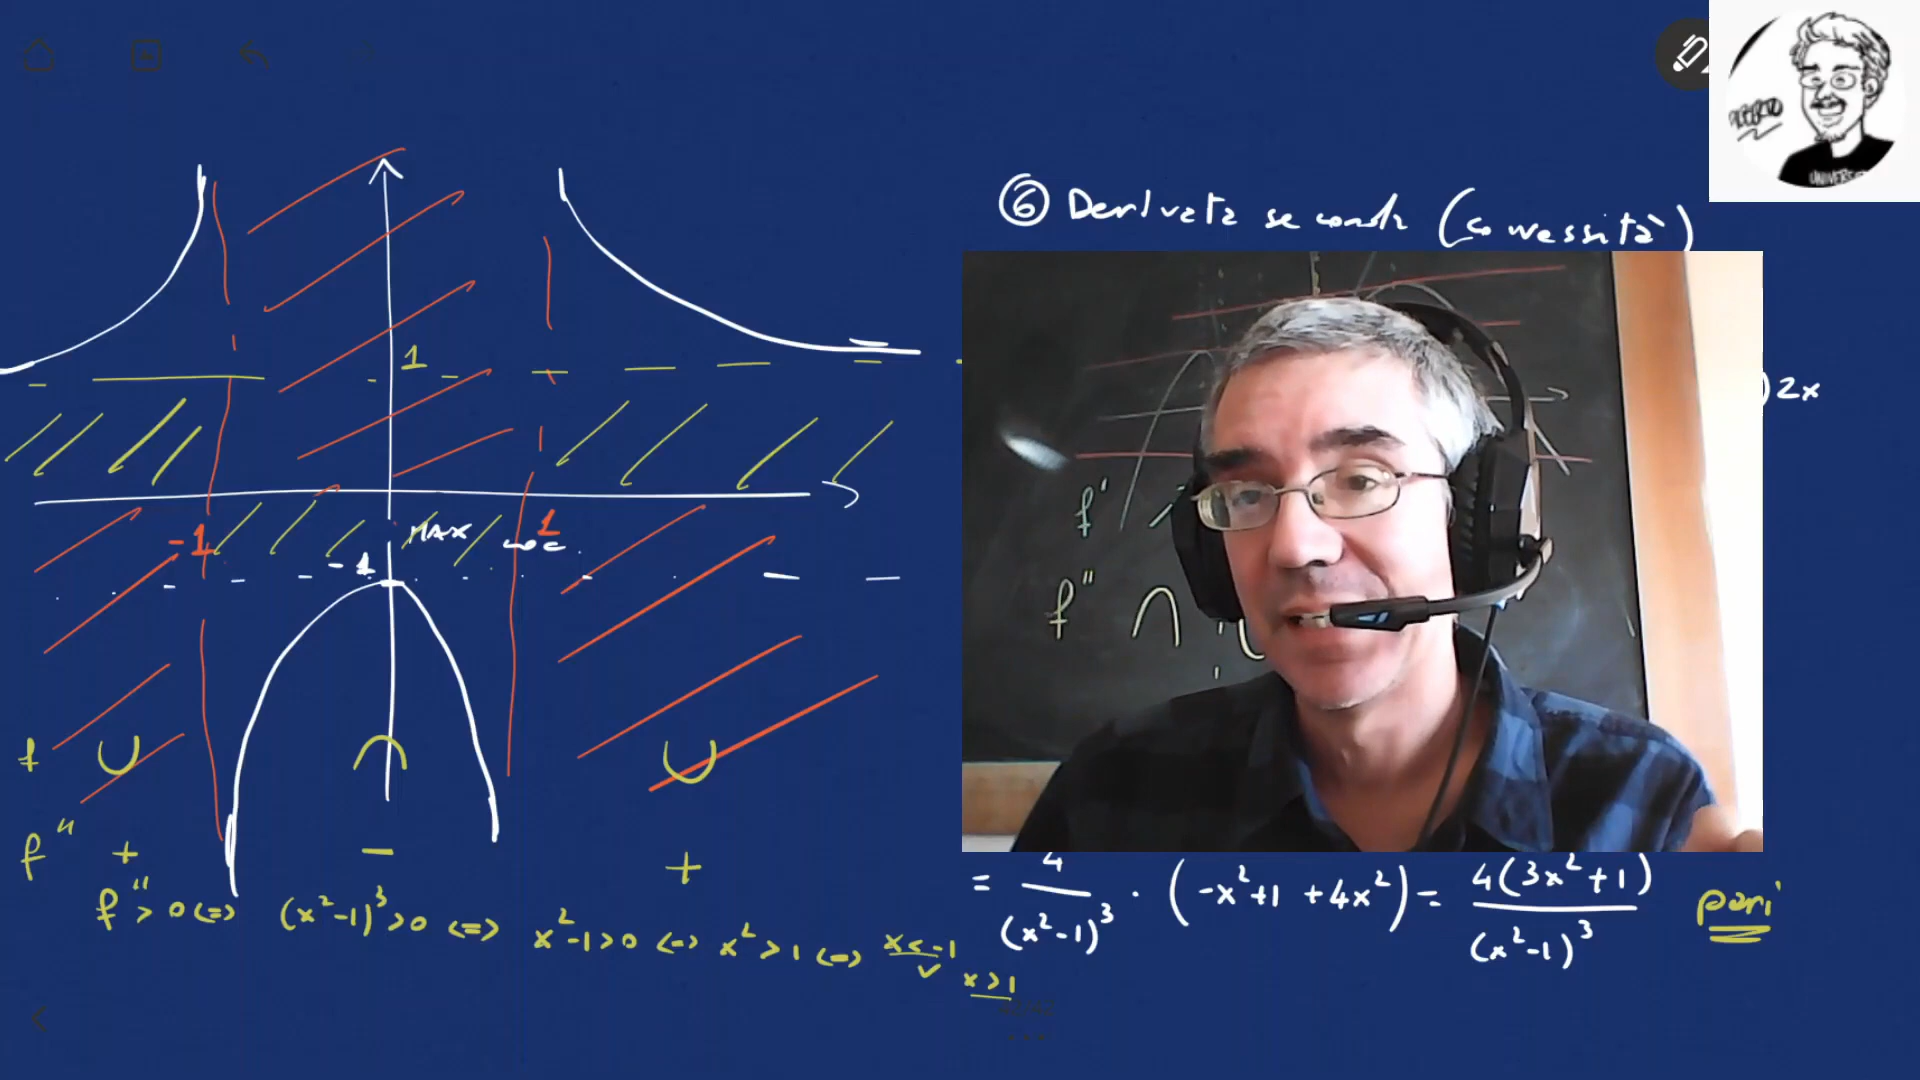 ⑥ Derivata seconda (convessità)
)2x
1
-1
1
MAX LOC.
-1
f'
f"
f ∪ ∩ ∪
f" + − +
= 4/(x²-1)³ · (-x²+1 +4x²) = 4(3x²+1)/(x²-1)³ pari
f">0 <=> (x²-1)³>0 <=> x²-1>0 <=> x²>1 <=> x<-1 ∨ x>1